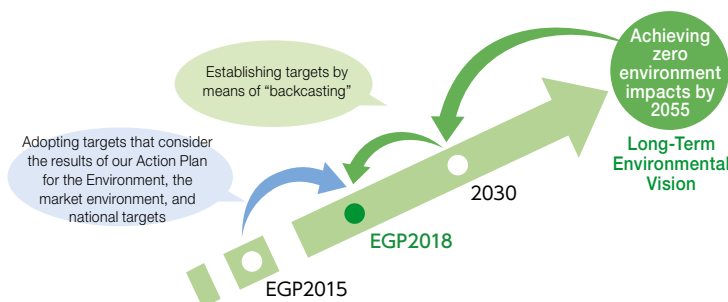 Achieving
zero
environment
impacts by
2055
Long-Term
Environmental
Vision
Establishing targets by
means of “backcasting”
Adopting targets that consider
the results of our Action Plan
for the Environment, the
market environment, and
national targets
2030
EGP2018
EGP2015